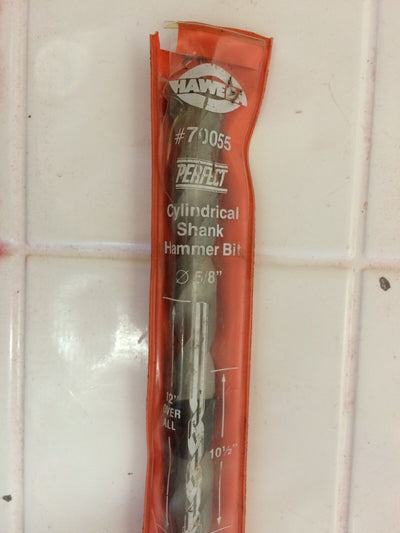 HAWERA
#70055
PERFECT
Cylindrical
Shank
Hammer Bit
Ø 5/8"
12"
OVER
ALL
10½"